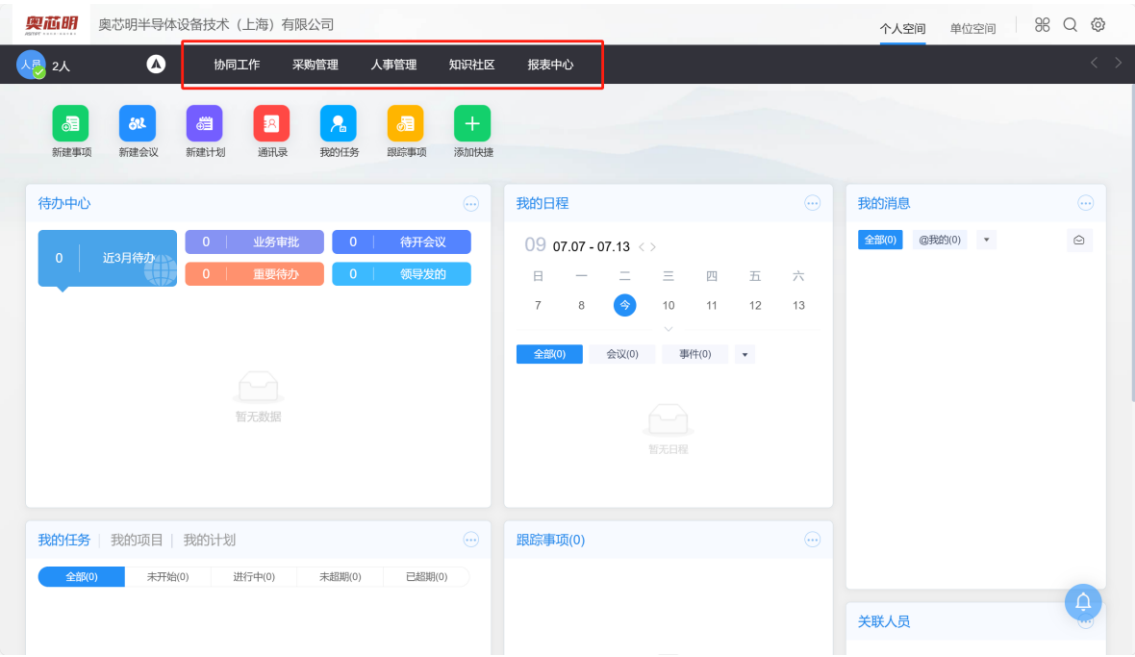 奥芯明 奥芯明半导体设备技术（上海）有限公司 个人空间 单位空间
人员 2人 协同工作 采购管理 人事管理 知识社区 报表中心
新建事项 新建会议 新建计划 通讯录 我的任务 跟踪事项 添加快捷
待办中心
0 近3月待办
0 业务审批 0 待开会议
0 重要待办 0 领导发的
暂无数据
我的日程
09 07.07 - 07.13
日 一 二 三 四 五 六
7 8 今 10 11 12 13
全部(0) 会议(0) 事件(0)
暂无日程
我的消息
全部(0) @我的(0)
我的任务 我的项目 我的计划
全部(0) 未开始(0) 进行中(0) 未超期(0) 已超期(0)
跟踪事项(0)
关联人员